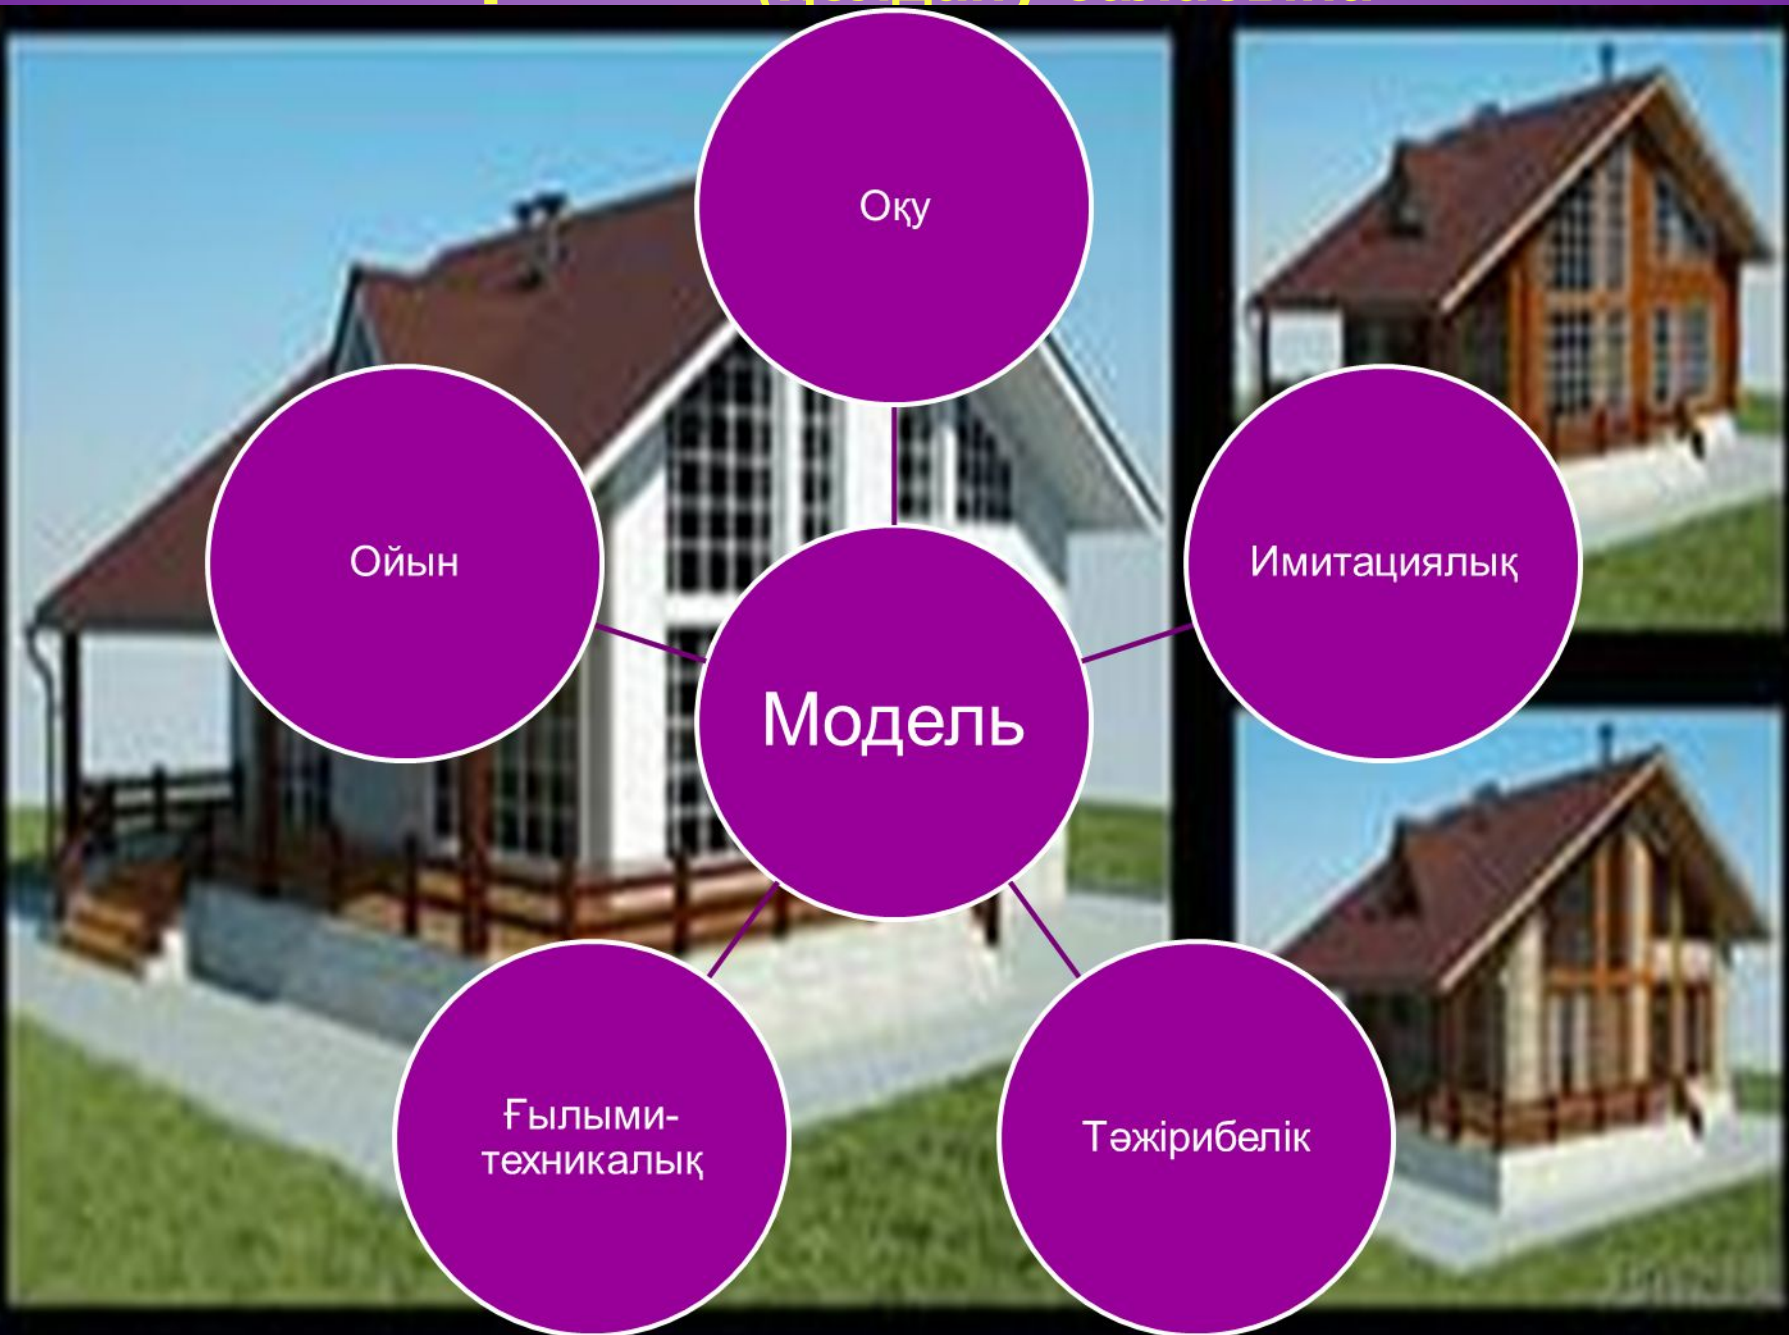 Оқу
Ойын
Имитациялық
Модель
Ғылыми-
техникалық
Тәжірибелік